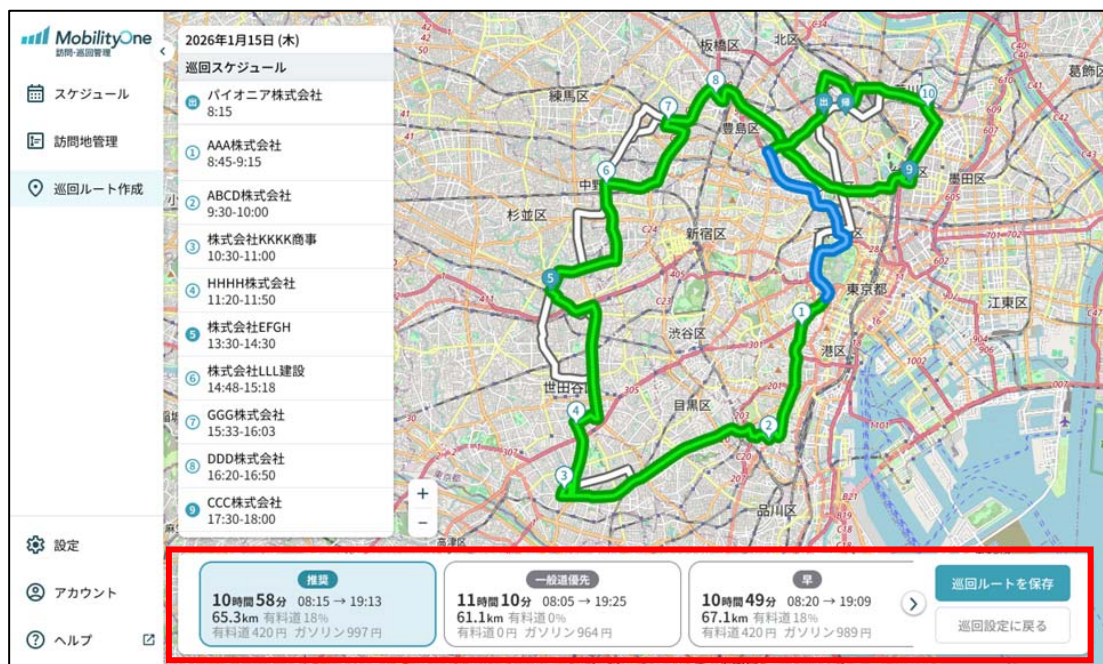 MobilityOne
訪問・巡回管理
スケジュール
訪問地管理
巡回ルート作成
設定
アカウント
ヘルプ
2026年1月15日 (木)
巡回スケジュール
出 パイオニア株式会社
8:15
① AAA株式会社
8:45-9:15
② ABCD株式会社
9:30-10:00
③ 株式会社KKKK商事
10:30-11:00
④ HHHH株式会社
11:20-11:50
⑤ 株式会社EFGH
13:30-14:30
⑥ 株式会社LLL建設
14:48-15:18
⑦ GGG株式会社
15:33-16:03
⑧ DDD株式会社
16:20-16:50
⑨ CCC株式会社
17:30-18:00
板橋区
北区
葛飾区
練馬区
豊島区
中野
杉並区
新宿区
墨田区
東京都
江東区
渋谷区
港区
世田谷
目黒区
品川区
高津区
出
帰
1
2
3
4
5
6
7
8
9
10
+
−
推奨
10時間58分 08:15 → 19:13
65.3km 有料道18%
有料道420円 ガソリン997円
一般道優先
11時間10分 08:05 → 19:25
61.1km 有料道0%
有料道0円 ガソリン964円
早
10時間49分 08:20 → 19:09
67.1km 有料道18%
有料道420円 ガソリン989円
巡回ルートを保存
巡回設定に戻る